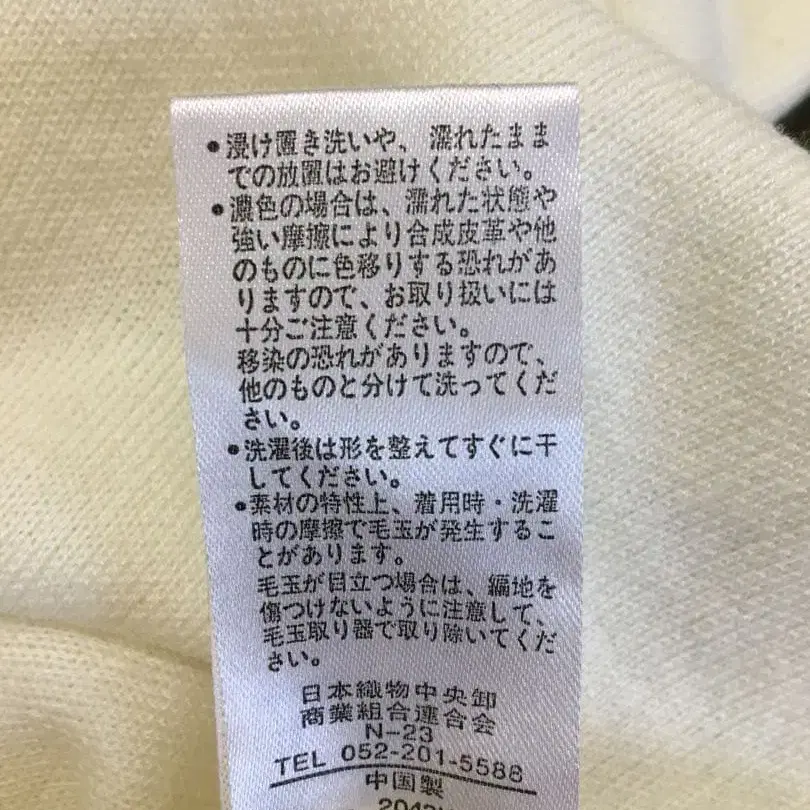 ・浸け置き洗いや、濡れたまま
での放置はお避けください。
・濃色の場合は、濡れた状態や
強い摩擦により合成皮革や他
のものに色移りする恐れがあ
りますので、お取り扱いには
十分ご注意ください。
移染の恐れがありますので、
他のものと分けて洗ってくだ
さい。
・洗濯後は形を整えてすぐに干
してください。
・素材の特性上、着用時・洗濯
時の摩擦で毛玉が発生するこ
とがあります。
毛玉が目立つ場合は、編地を
傷つけないように注意して、
毛玉取り器で取り除いてくだ
さい。
日本織物中央卸
商業組合連合会
N-23
TEL 052-201-5588
中国製